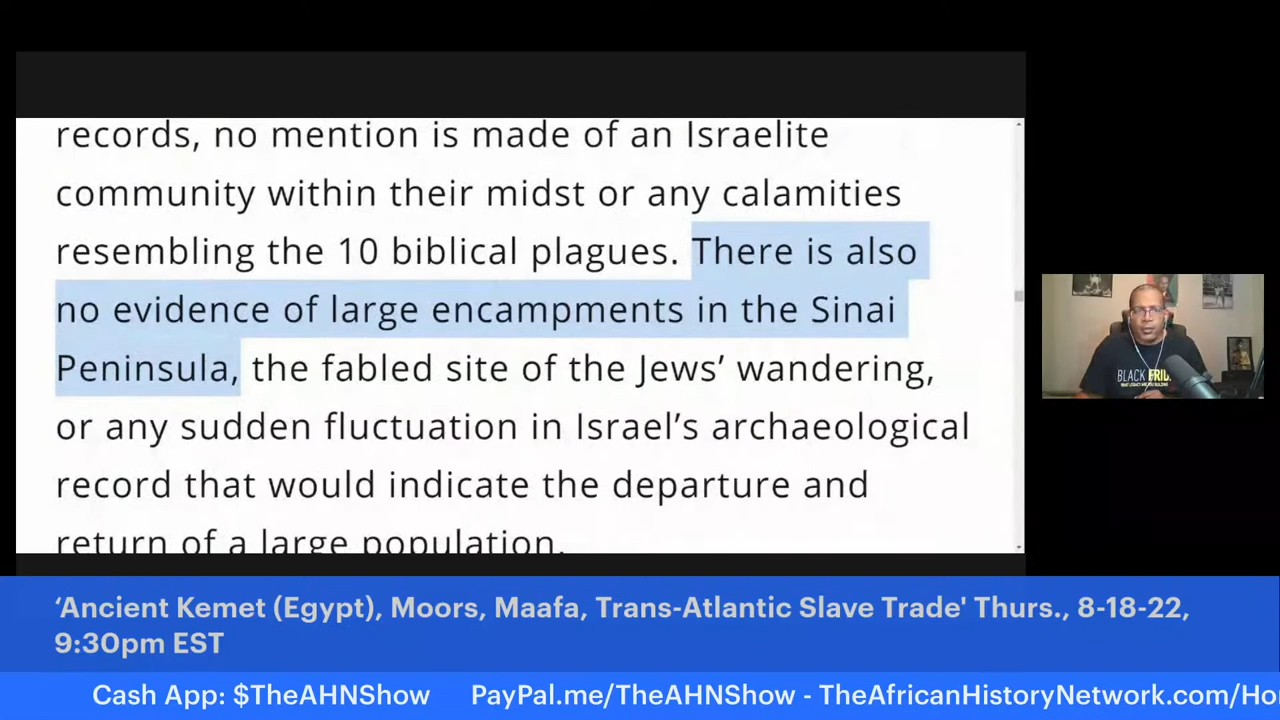 records, no mention is made of an Israelite
community within their midst or any calamities
resembling the 10 biblical plagues. There is also
no evidence of large encampments in the Sinai
Peninsula, the fabled site of the Jews’ wandering,
or any sudden fluctuation in Israel’s archaeological
record that would indicate the departure and
return of a large population.
BLACK FRID
‘Ancient Kemet (Egypt), Moors, Maafa, Trans-Atlantic Slave Trade' Thurs., 8-18-22,
9:30pm EST
Cash App: $TheAHNShow PayPal.me/TheAHNShow - TheAfricanHistoryNetwork.com/Ho